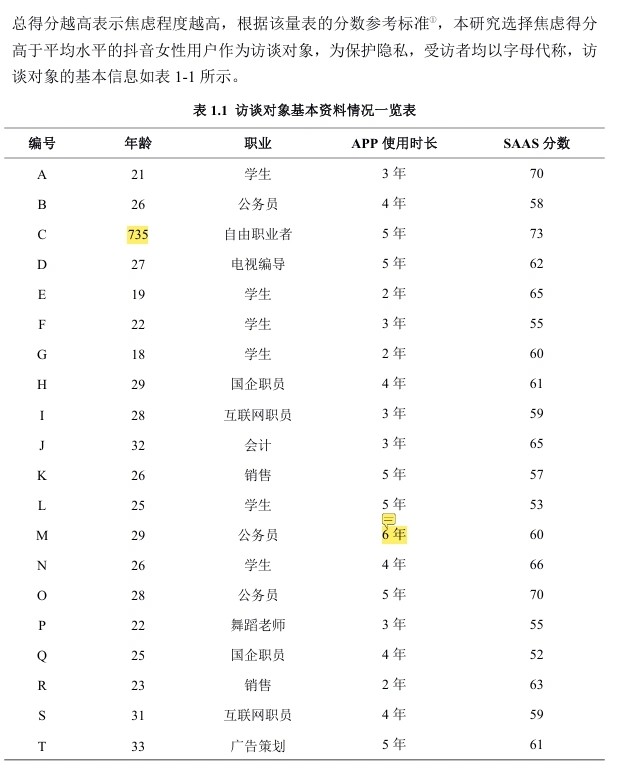 总得分越高表示焦虑程度越高，根据该量表的分数参考标准①，本研究选择焦虑得分
高于平均水平的抖音女性用户作为访谈对象，为保护隐私，受访者均以字母代称，访
谈对象的基本信息如表 1-1 所示。
表 1.1 访谈对象基本资料情况一览表
编号 年龄 职业 APP 使用时长 SAAS 分数
A 21 学生 3 年 70
B 26 公务员 4 年 58
C 735 自由职业者 5 年 73
D 27 电视编导 5 年 62
E 19 学生 2 年 65
F 22 学生 3 年 55
G 18 学生 2 年 60
H 29 国企职员 4 年 61
I 28 互联网职员 3 年 59
J 32 会计 3 年 65
K 26 销售 5 年 57
L 25 学生 5 年 53
M 29 公务员 6 年 60
N 26 学生 4 年 66
O 28 公务员 5 年 70
P 22 舞蹈老师 3 年 55
Q 25 国企职员 4 年 52
R 23 销售 2 年 63
S 31 互联网职员 4 年 59
T 33 广告策划 5 年 61